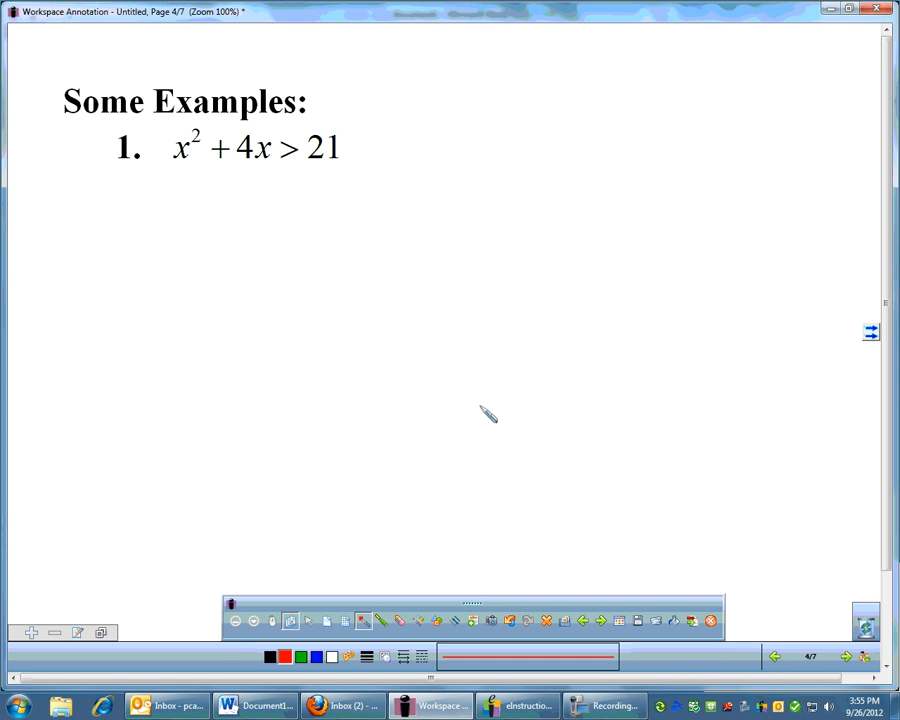 Workspace Annotation - Untitled, Page 4/7 (Zoom 100%) *
Some Examples:
1. x² + 4x > 21
4/7
Inbox - pca...
Document1...
Inbox (2) - ...
Workspace ...
eInstructio...
Recording...
3:55 PM
9/26/2012